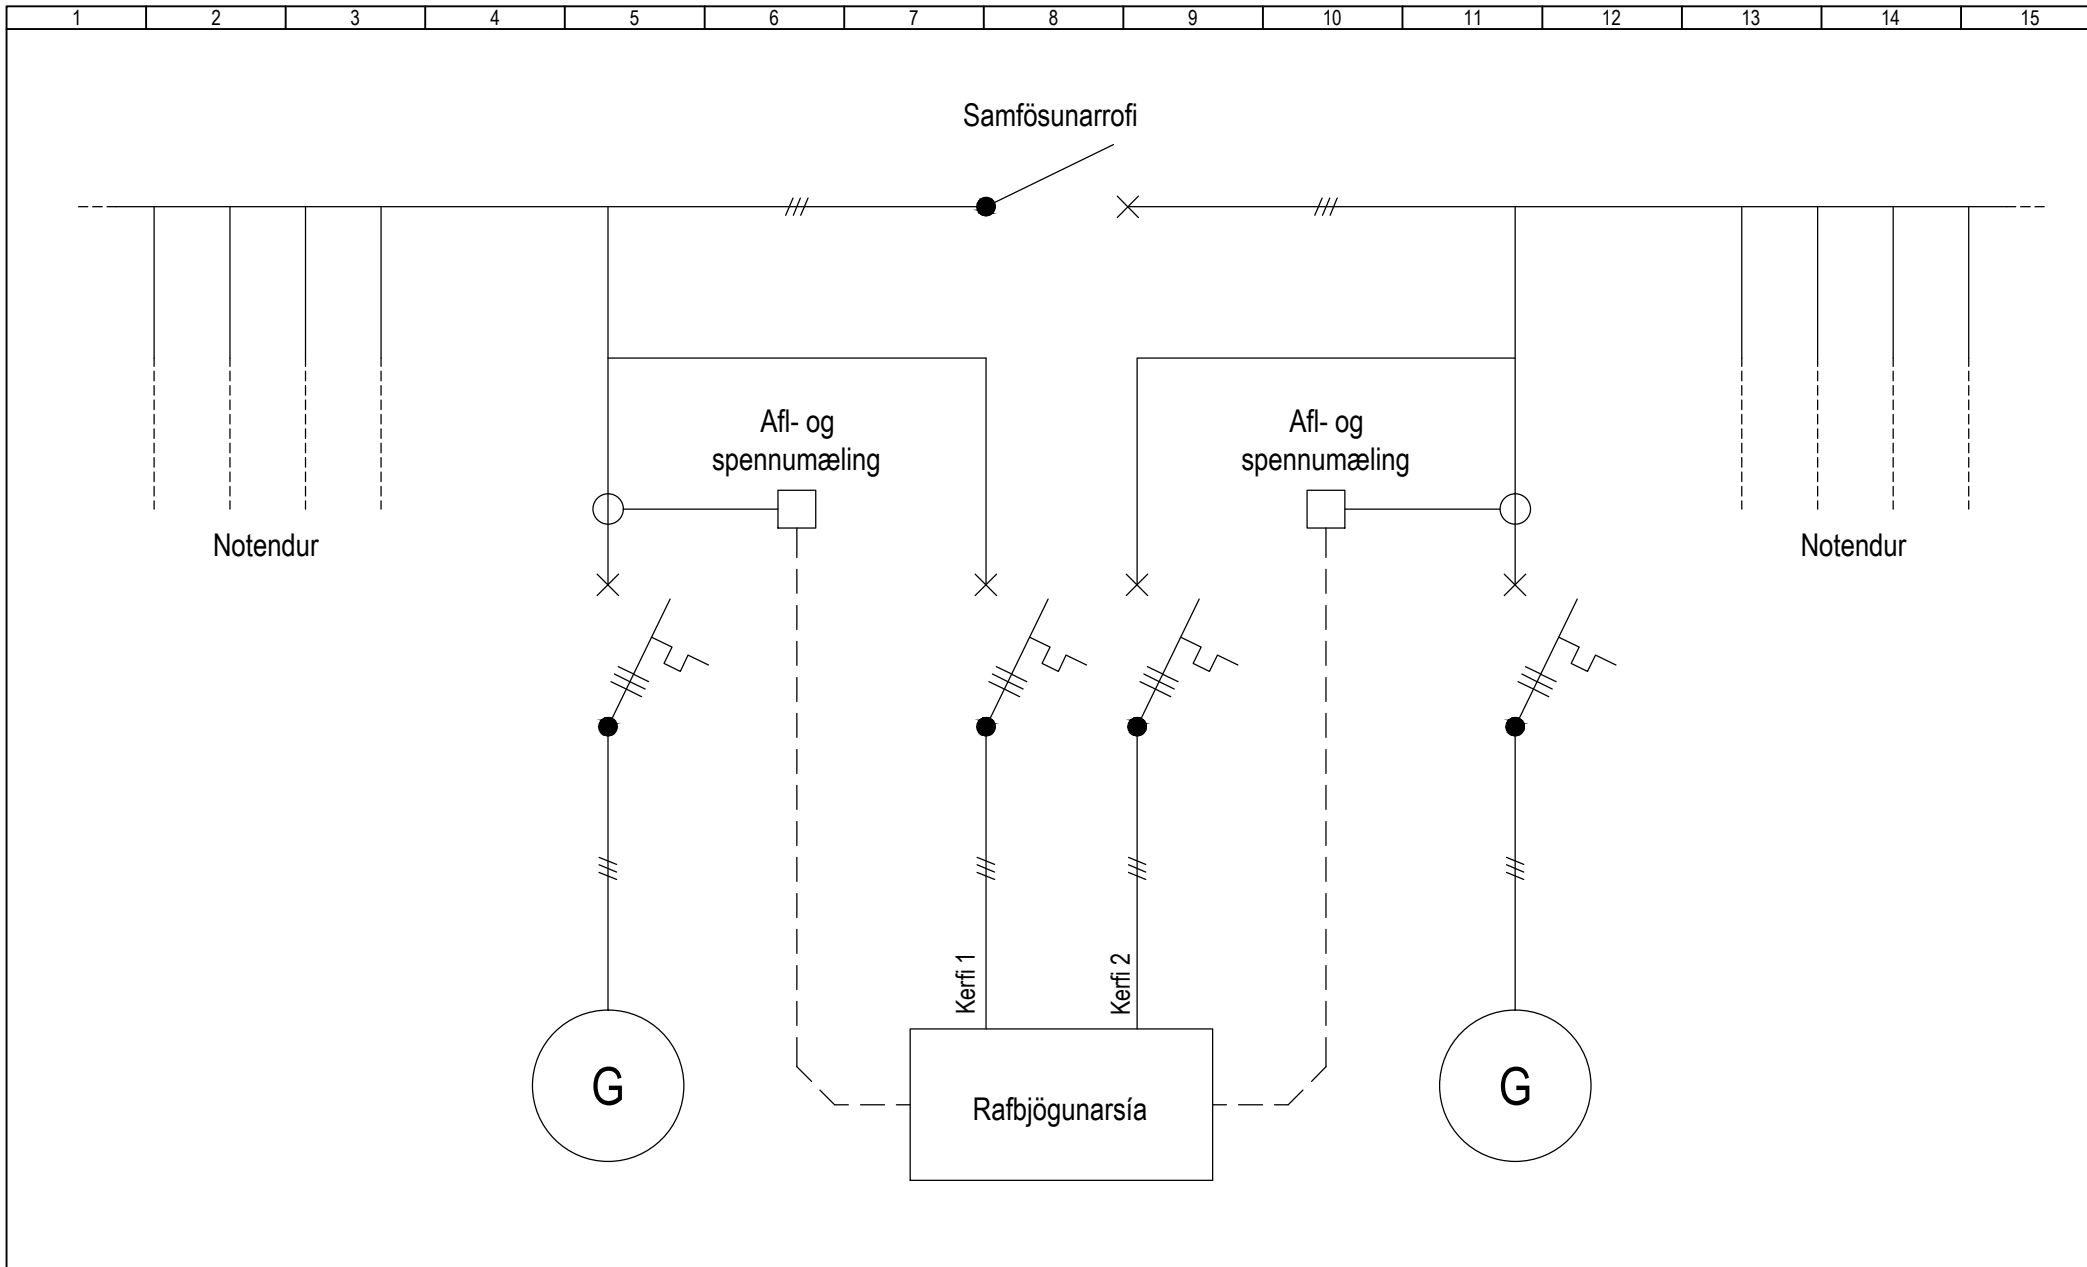 1 2 3 4 5 6 7 8 9 10 11 12 13 14 15
Samfösunarrofi
Afl- og
spennumæling
Afl- og
spennumæling
Notendur
Notendur
Kerfi 1
Kerfi 2
G
Rafbjögunarsía
G